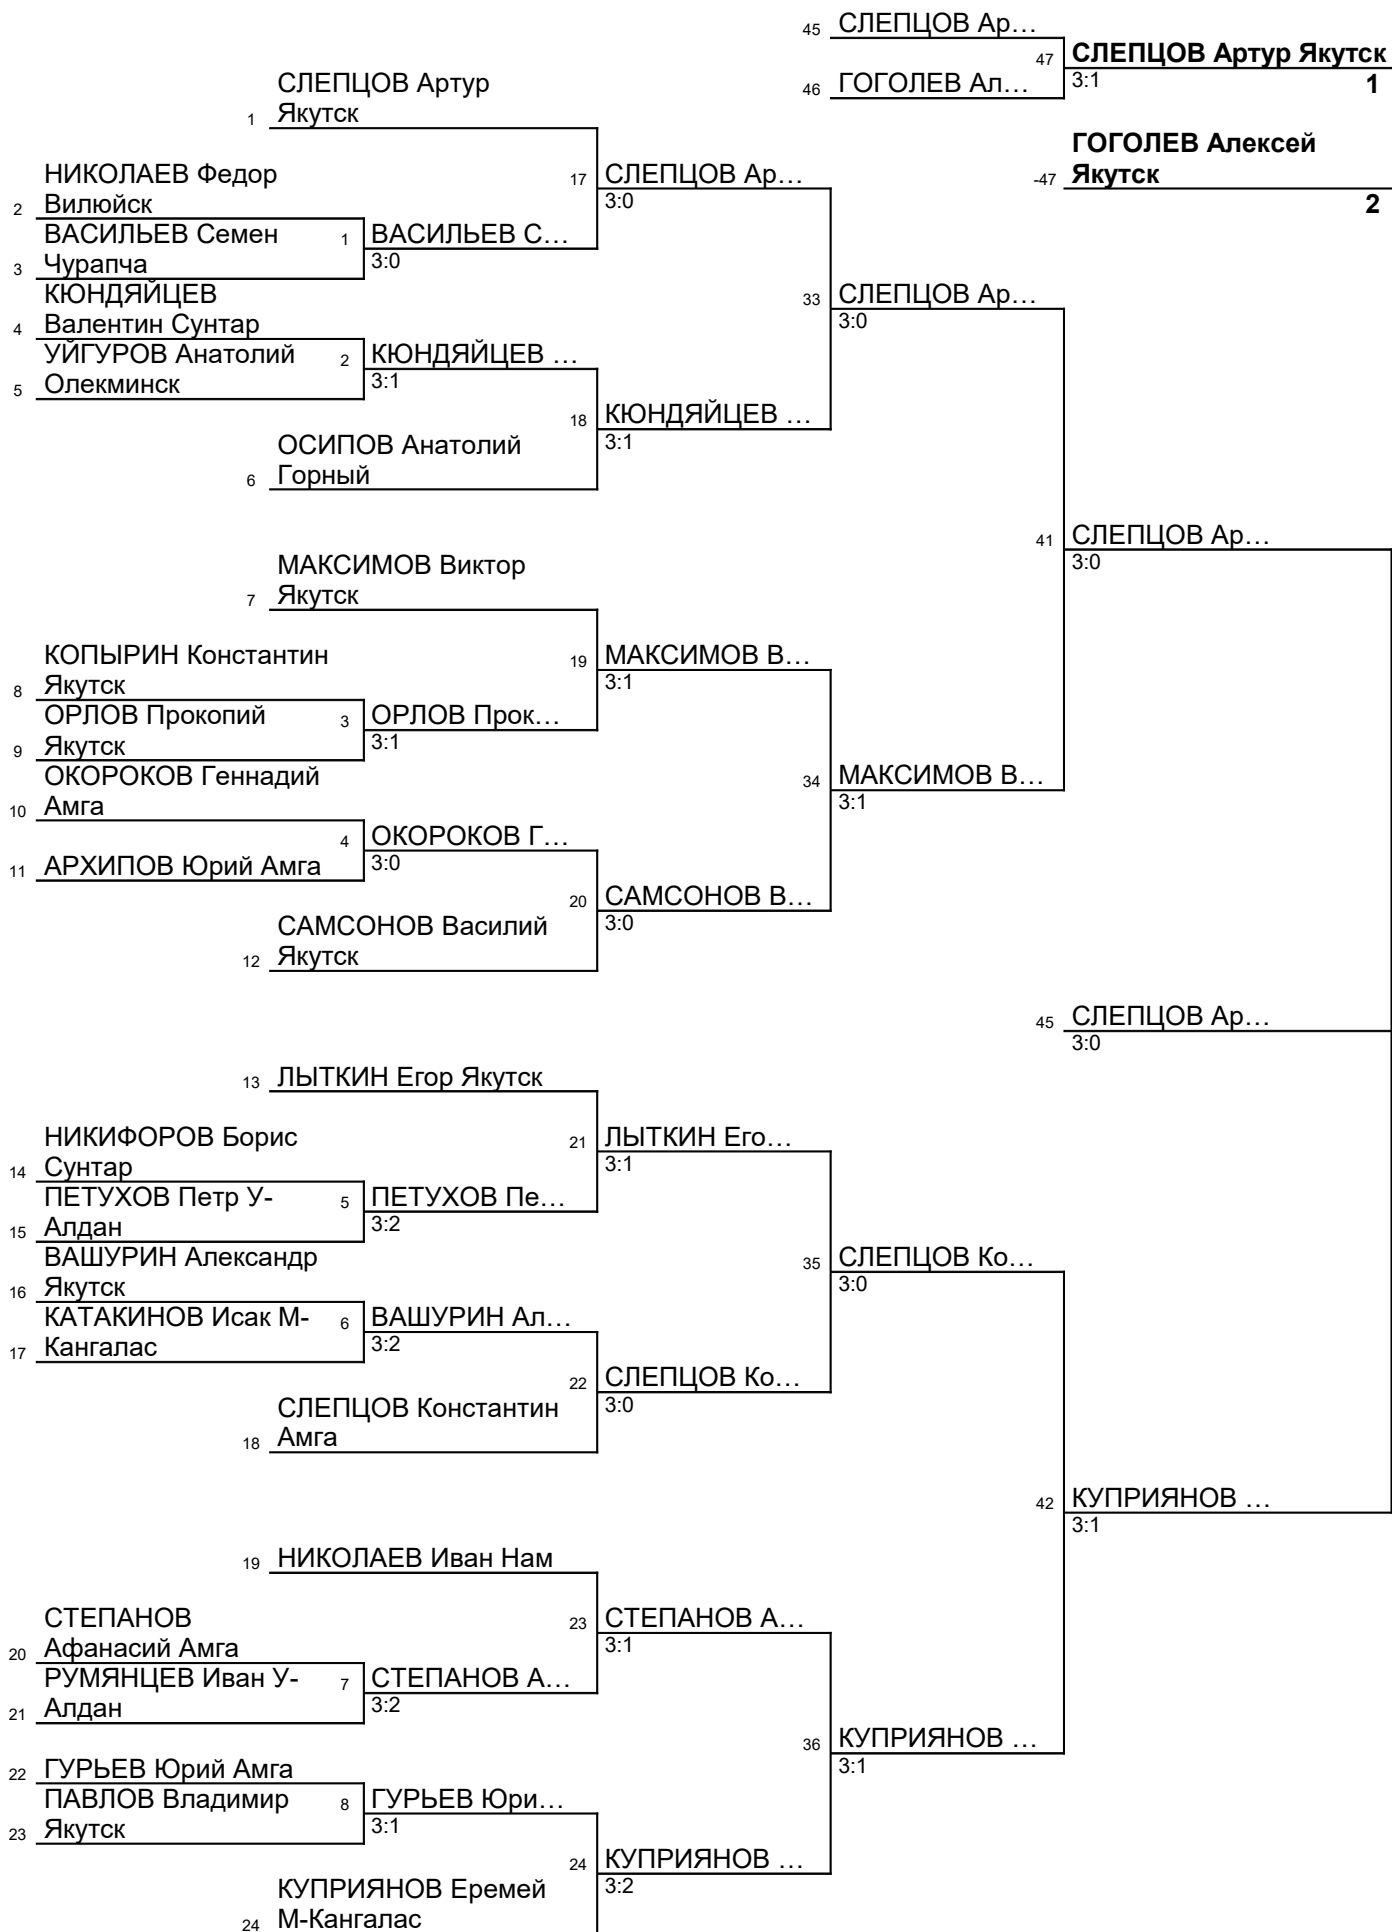 45 СЛЕПЦОВ Ар…
47 СЛЕПЦОВ Артур Якутск
3:1
1
46 ГОГОЛЕВ Ал…
СЛЕПЦОВ Артур
1 Якутск
ГОГОЛЕВ Алексей
-47 Якутск
2
НИКОЛАЕВ Федор
2 Вилюйск
17 СЛЕПЦОВ Ар…
3:0
ВАСИЛЬЕВ Семен
3 Чурапча
1 ВАСИЛЬЕВ С…
3:0
КЮНДЯЙЦЕВ
4 Валентин Сунтар
33 СЛЕПЦОВ Ар…
3:0
УЙГУРОВ Анатолий
5 Олекминск
2 КЮНДЯЙЦЕВ …
3:1
18 КЮНДЯЙЦЕВ …
3:1
ОСИПОВ Анатолий
6 Горный
41 СЛЕПЦОВ Ар…
3:0
МАКСИМОВ Виктор
7 Якутск
КОПЫРИН Константин
8 Якутск
19 МАКСИМОВ В…
3:1
ОРЛОВ Прокопий
9 Якутск
3 ОРЛОВ Прок…
3:1
ОКОРОКОВ Геннадий
10 Амга
34 МАКСИМОВ В…
3:1
4 ОКОРОКОВ Г…
3:0
11 АРХИПОВ Юрий Амга
20 САМСОНОВ В…
3:0
САМСОНОВ Василий
12 Якутск
45 СЛЕПЦОВ Ар…
3:0
13 ЛЫТКИН Егор Якутск
НИКИФОРОВ Борис
14 Сунтар
21 ЛЫТКИН Его…
3:1
ПЕТУХОВ Петр У-
15 Алдан
5 ПЕТУХОВ Пе…
3:2
ВАШУРИН Александр
16 Якутск
35 СЛЕПЦОВ Ко…
3:0
КАТАКИНОВ Исак М-
17 Кангалас
6 ВАШУРИН Ал…
3:2
22 СЛЕПЦОВ Ко…
3:0
СЛЕПЦОВ Константин
18 Амга
42 КУПРИЯНОВ …
3:1
19 НИКОЛАЕВ Иван Нам
СТЕПАНОВ
20 Афанасий Амга
23 СТЕПАНОВ А…
3:1
РУМЯНЦЕВ Иван У-
21 Алдан
7 СТЕПАНОВ А…
3:2
36 КУПРИЯНОВ …
3:1
22 ГУРЬЕВ Юрий Амга
ПАВЛОВ Владимир
23 Якутск
8 ГУРЬЕВ Юри…
3:1
24 КУПРИЯНОВ …
3:2
КУПРИЯНОВ Еремей
24 М-Кангалас